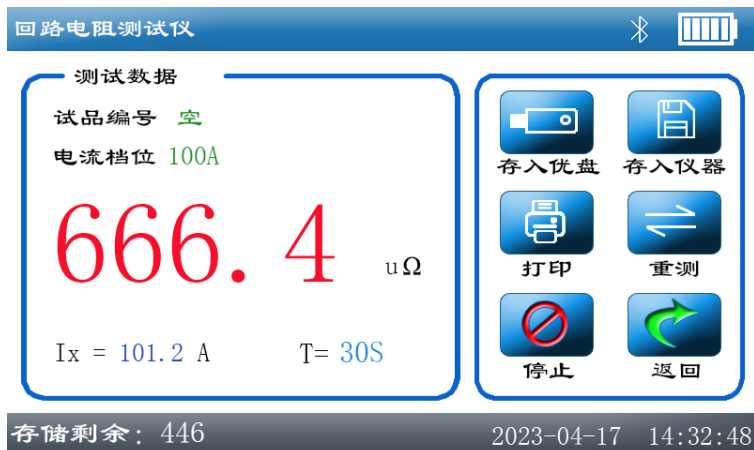 回路电阻测试仪
测试数据
试品编号 空
电流档位 100A
666.4 uΩ
Ix = 101.2 A T= 30S
存入优盘 存入仪器
打印 重测
停止 返回
存储剩余: 446 2023-04-17 14:32:48